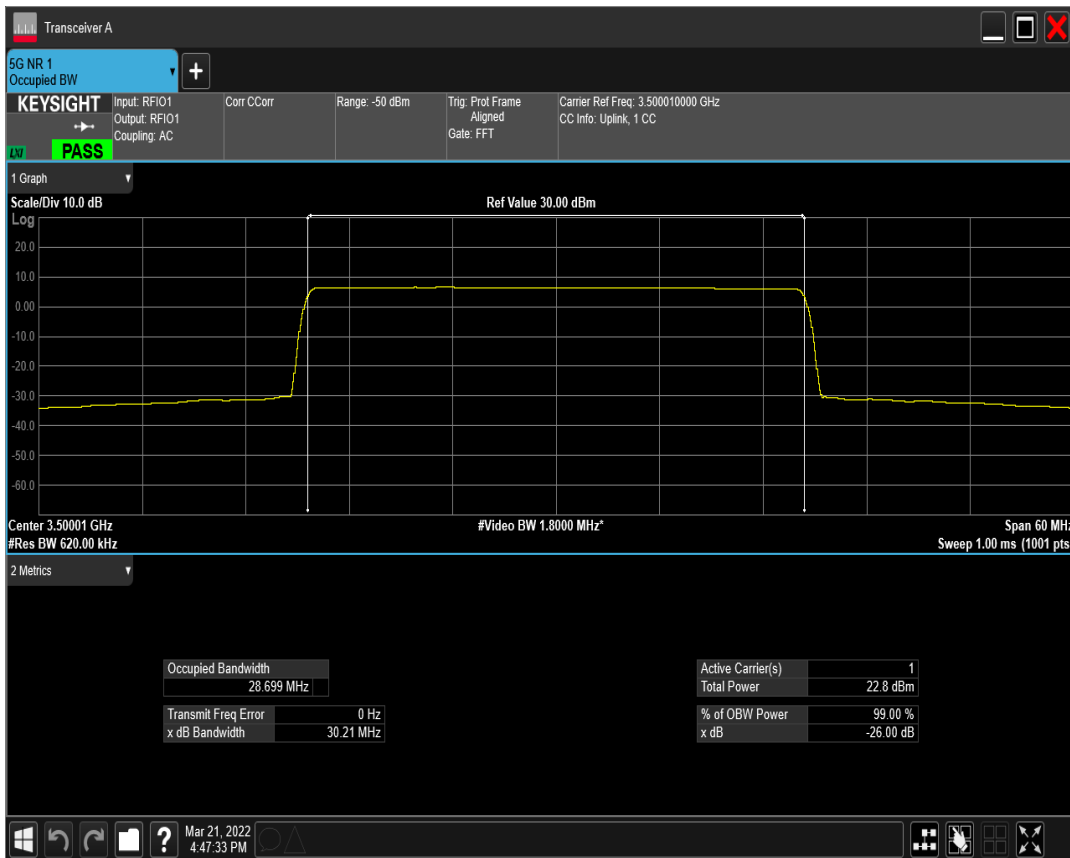 Transceiver A
5G NR 1
Occupied BW
+
KEYSIGHT
LXI
PASS
Input: RFIO1
Output: RFIO1
Coupling: AC
Corr CCorr
Range: -50 dBm
Trig: Prot Frame
Aligned
Gate: FFT
Carrier Ref Freq: 3.500010000 GHz
CC Info: Uplink, 1 CC
1 Graph
Scale/Div 10.0 dB
Ref Value 30.00 dBm
Log
20.0
10.0
0.00
-10.0
-20.0
-30.0
-40.0
-50.0
-60.0
Center 3.50001 GHz
#Video BW 1.8000 MHz*
Span 60 MHz
#Res BW 620.00 kHz
Sweep 1.00 ms (1001 pts
2 Metrics
Occupied Bandwidth
28.699 MHz
Transmit Freq Error 0 Hz
x dB Bandwidth 30.21 MHz
Active Carrier(s) 1
Total Power 22.8 dBm
% of OBW Power 99.00 %
x dB -26.00 dB
?
Mar 21, 2022
4:47:33 PM